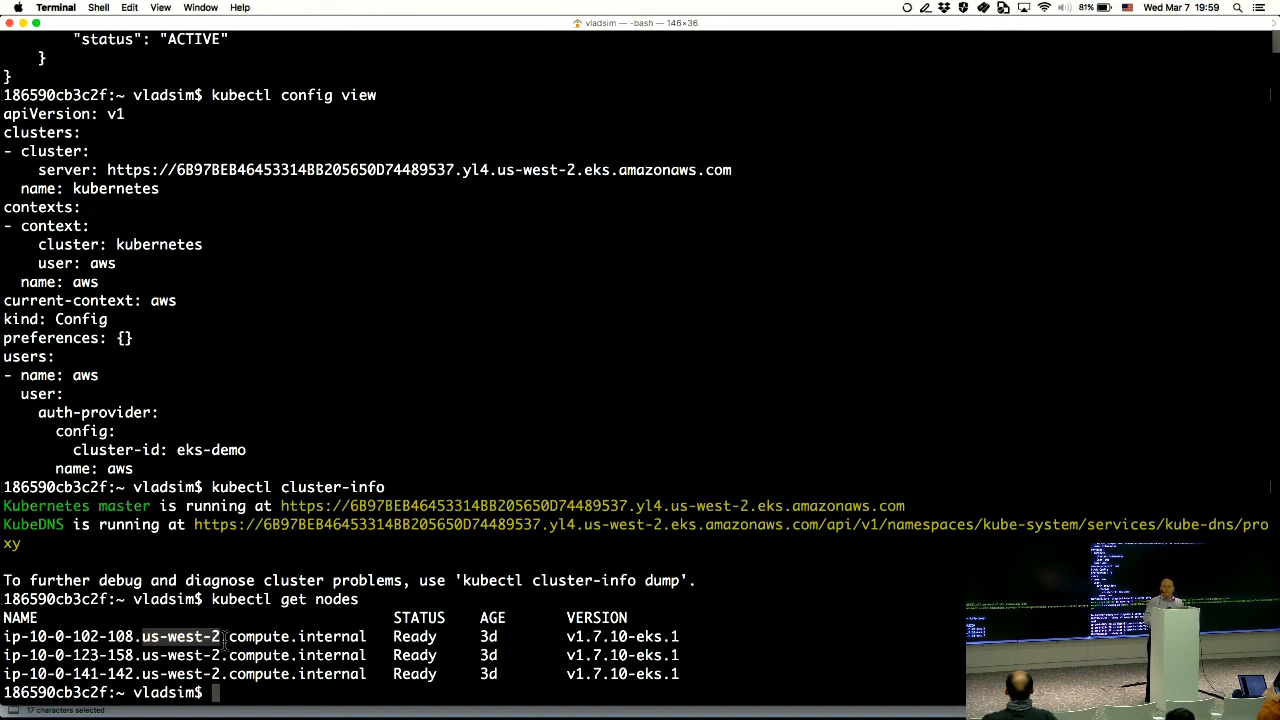 Terminal Shell Edit View Window Help 81% Wed Mar 7 19:59
vladsim — -bash — 146×36
"status": "ACTIVE"
}
}
186590cb3c2f:~ vladsim$ kubectl config view
apiVersion: v1
clusters:
- cluster:
server: https://6B97BEB46453314BB205650D74489537.yl4.us-west-2.eks.amazonaws.com
name: kubernetes
contexts:
- context:
cluster: kubernetes
user: aws
name: aws
current-context: aws
kind: Config
preferences: {}
users:
- name: aws
user:
auth-provider:
config:
cluster-id: eks-demo
name: aws
186590cb3c2f:~ vladsim$ kubectl cluster-info
Kubernetes master is running at https://6B97BEB46453314BB205650D74489537.yl4.us-west-2.eks.amazonaws.com
KubeDNS is running at https://6B97BEB46453314BB205650D74489537.yl4.us-west-2.eks.amazonaws.com/api/v1/namespaces/kube-system/services/kube-dns/pro
xy
To further debug and diagnose cluster problems, use 'kubectl cluster-info dump'.
186590cb3c2f:~ vladsim$ kubectl get nodes
NAME STATUS AGE VERSION
ip-10-0-102-108.us-west-2.compute.internal Ready 3d v1.7.10-eks.1
ip-10-0-123-158.us-west-2.compute.internal Ready 3d v1.7.10-eks.1
ip-10-0-141-142.us-west-2.compute.internal Ready 3d v1.7.10-eks.1
186590cb3c2f:~ vladsim$
17 characters selected